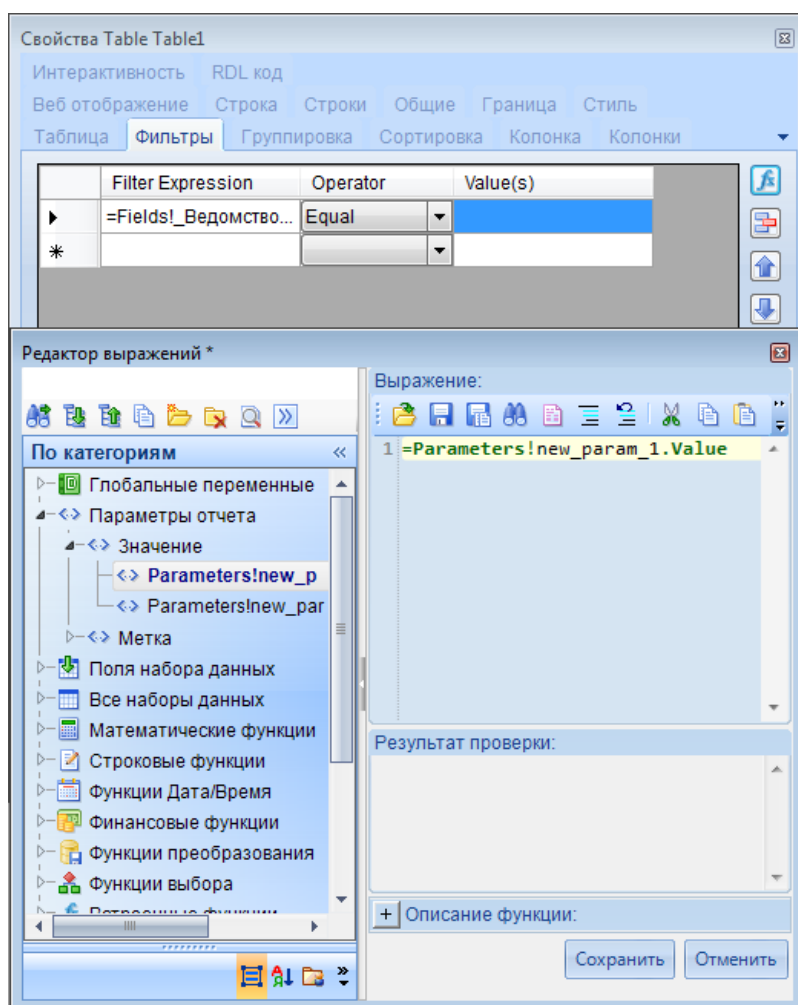 Свойства Table Table1
Интерактивность RDL код
Веб отображение Строка Строки Общие Граница Стиль
Таблица Фильтры Группировка Сортировка Колонка Колонки
Filter Expression Operator Value(s)
=Fields!_Ведомство... Equal
Редактор выражений *
Выражение:
По категориям
1 =Parameters!new_param_1.Value
Глобальные переменные
Параметры отчета
Значение
Parameters!new_p
Parameters!new_par
Метка
Поля набора данных
Все наборы данных
Математические функции
Строковые функции
Функции Дата/Время
Финансовые функции
Функции преобразования
Функции выбора
Встроенные функции
Результат проверки:
Описание функции:
Сохранить Отменить